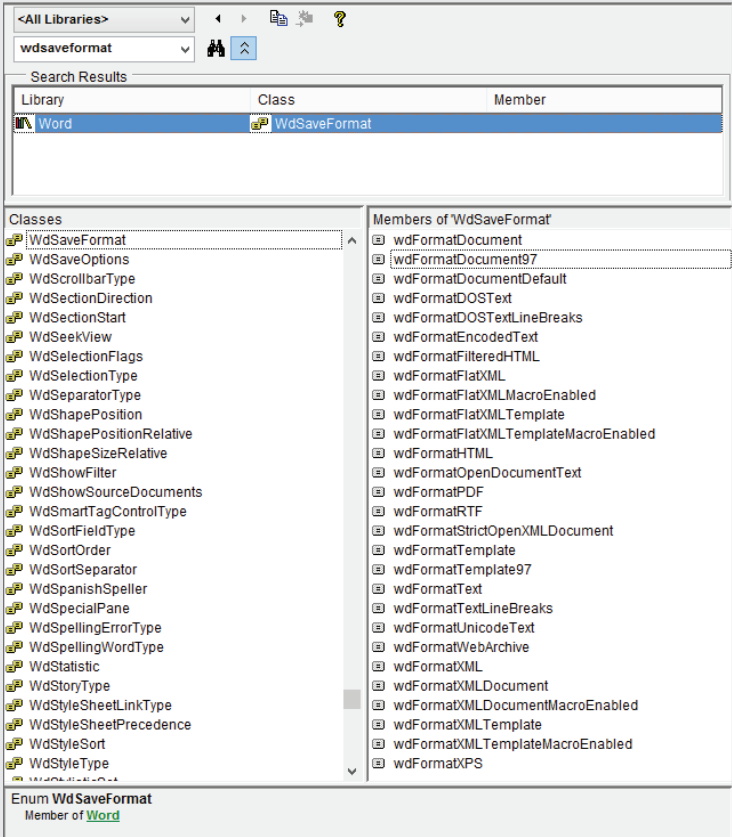 <All Libraries>
wdsaveformat
Search Results
Library Class Member
Word WdSaveFormat
Classes
WdSaveFormat
WdSaveOptions
WdScrollbarType
WdSectionDirection
WdSectionStart
WdSeekView
WdSelectionFlags
WdSelectionType
WdSeparatorType
WdShapePosition
WdShapePositionRelative
WdShapeSizeRelative
WdShowFilter
WdShowSourceDocuments
WdSmartTagControlType
WdSortFieldType
WdSortOrder
WdSortSeparator
WdSpanishSpeller
WdSpecialPane
WdSpellingErrorType
WdSpellingWordType
WdStatistic
WdStoryType
WdStyleSheetLinkType
WdStyleSheetPrecedence
WdStyleSort
WdStyleType
Members of 'WdSaveFormat'
wdFormatDocument
wdFormatDocument97
wdFormatDocumentDefault
wdFormatDOSText
wdFormatDOSTextLineBreaks
wdFormatEncodedText
wdFormatFilteredHTML
wdFormatFlatXML
wdFormatFlatXMLMacroEnabled
wdFormatFlatXMLTemplate
wdFormatFlatXMLTemplateMacroEnabled
wdFormatHTML
wdFormatOpenDocumentText
wdFormatPDF
wdFormatRTF
wdFormatStrictOpenXMLDocument
wdFormatTemplate
wdFormatTemplate97
wdFormatText
wdFormatTextLineBreaks
wdFormatUnicodeText
wdFormatWebArchive
wdFormatXML
wdFormatXMLDocument
wdFormatXMLDocumentMacroEnabled
wdFormatXMLTemplate
wdFormatXMLTemplateMacroEnabled
wdFormatXPS
Enum WdSaveFormat
Member of Word